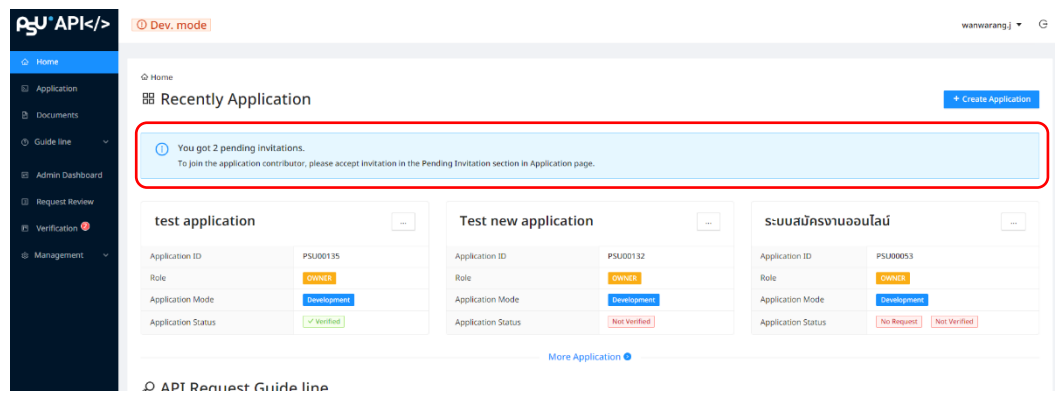 PSU API</>
Dev. mode
wanwarang.j
Home
Application
Documents
Guide line
Admin Dashboard
Request Review
Verification 2
Management
Home
Recently Application
+ Create Application
You got 2 pending invitations.
To join the application contributor, please accept invitation in the Pending Invitation section in Application page.
test application ...
Application ID PSU00135
Role OWNER
Application Mode Development
Application Status ✓ Verified
Test new application ...
Application ID PSU00132
Role OWNER
Application Mode Development
Application Status Not Verified
ระบบสมัครงานออนไลน์ ...
Application ID PSU00053
Role OWNER
Application Mode Development
Application Status No Request Not Verified
More Application
API Request Guide line